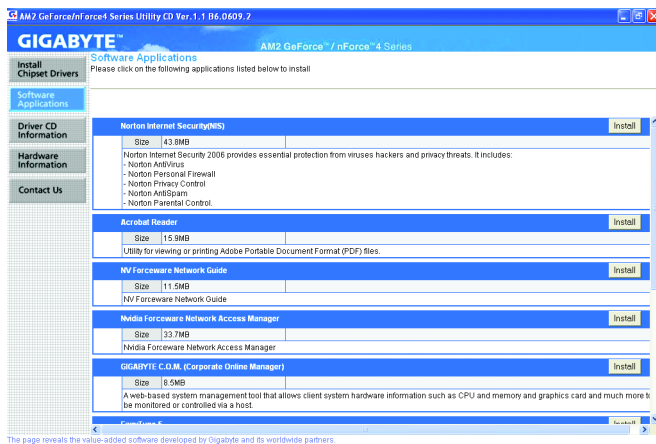 AM2 GeForce/nForce4 Series Utility CD Ver.1.1 B6.0609.2
GIGABYTE™
AM2 GeForce™/ nForce™4 Series
Install
Chipset Drivers
Software
Applications
Driver CD
Information
Hardware
Information
Contact Us
Software Applications
Please click on the following applications listed below to install
Norton Internet Security(NIS) Install
Size 43.8MB
Norton Internet Security 2006 provides essential protection from viruses hackers and privacy threats. It includes:
- Norton AntiVirus
- Norton Personal Firewall
- Norton Privacy Control
- Norton AntiSpam
- Norton Parental Control.
Acrobat Reader Install
Size 15.9MB
Utility for viewing or printing Adobe Portable Document Format (PDF) files.
NV Forceware Network Guide Install
Size 11.5MB
NV Forceware Network Guide
Nvidia Forceware Network Access Manager Install
Size 33.7MB
Nvidia Forceware Network Access Manager
GIGABYTE C.O.M. (Corporate Online Manager) Install
Size 8.5MB
A web-based system management tool that allows client system hardware information such as CPU and memory and graphics card and much more to
be monitored or controlled via a host.
Install
The page reveals the value-added software developed by Gigabyte and its worldwide partners.